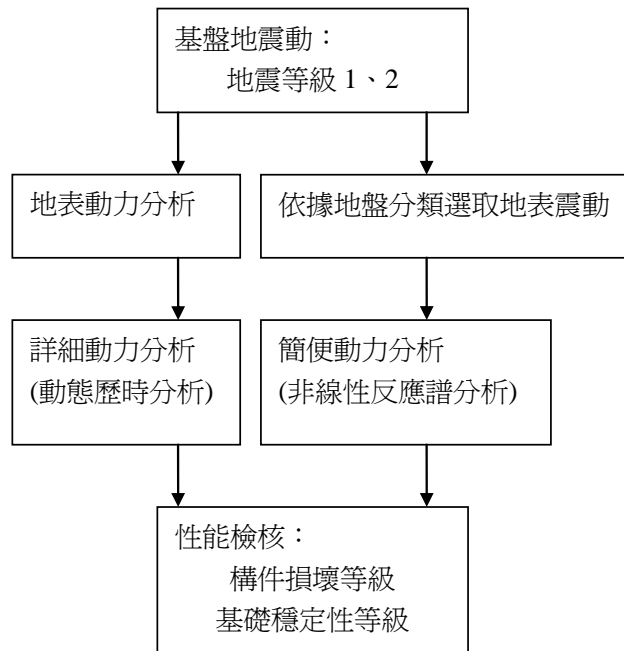 基盤地震動：
地震等級 1、2
地表動力分析
依據地盤分類選取地表震動
詳細動力分析
(動態歷時分析)
簡便動力分析
(非線性反應譜分析)
性能檢核：
構件損壞等級
基礎穩定性等級